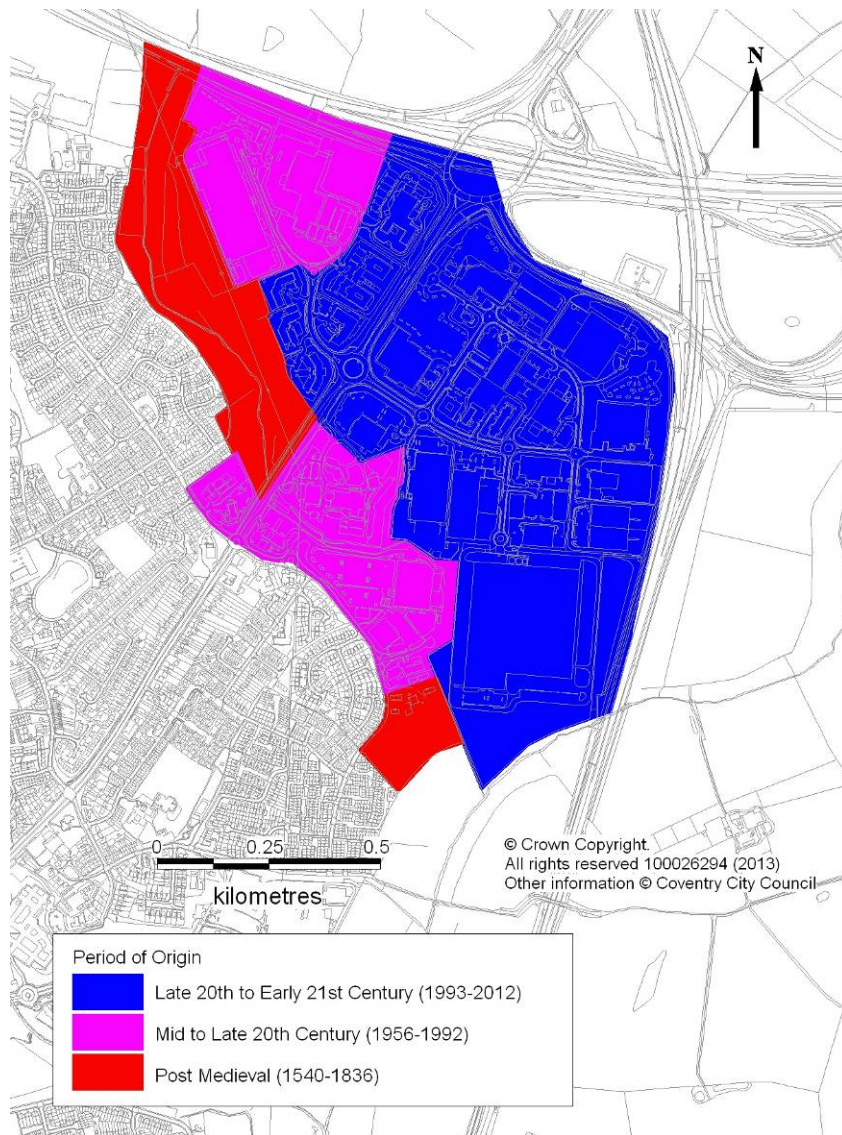 N
0 0.25 0.5
kilometres
© Crown Copyright.
All rights reserved 100026294 (2013)
Other information © Coventry City Council
Period of Origin
Late 20th to Early 21st Century (1993-2012)
Mid to Late 20th Century (1956-1992)
Post Medieval (1540-1836)